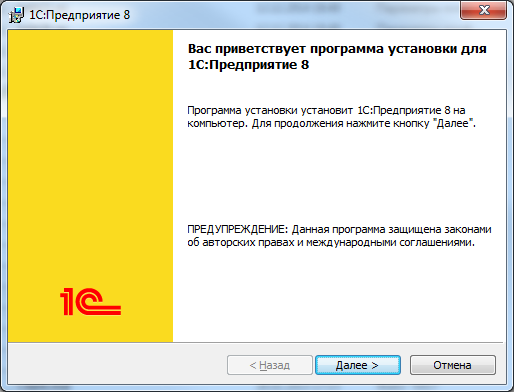 1С:Предприятие 8
Вас приветствует программа установки для
1С:Предприятие 8
Программа установки установит 1С:Предприятие 8 на
компьютер. Для продолжения нажмите кнопку "Далее".
ПРЕДУПРЕЖДЕНИЕ: Данная программа защищена законами
об авторских правах и международными соглашениями.
1С
< Назад
Далее >
Отмена